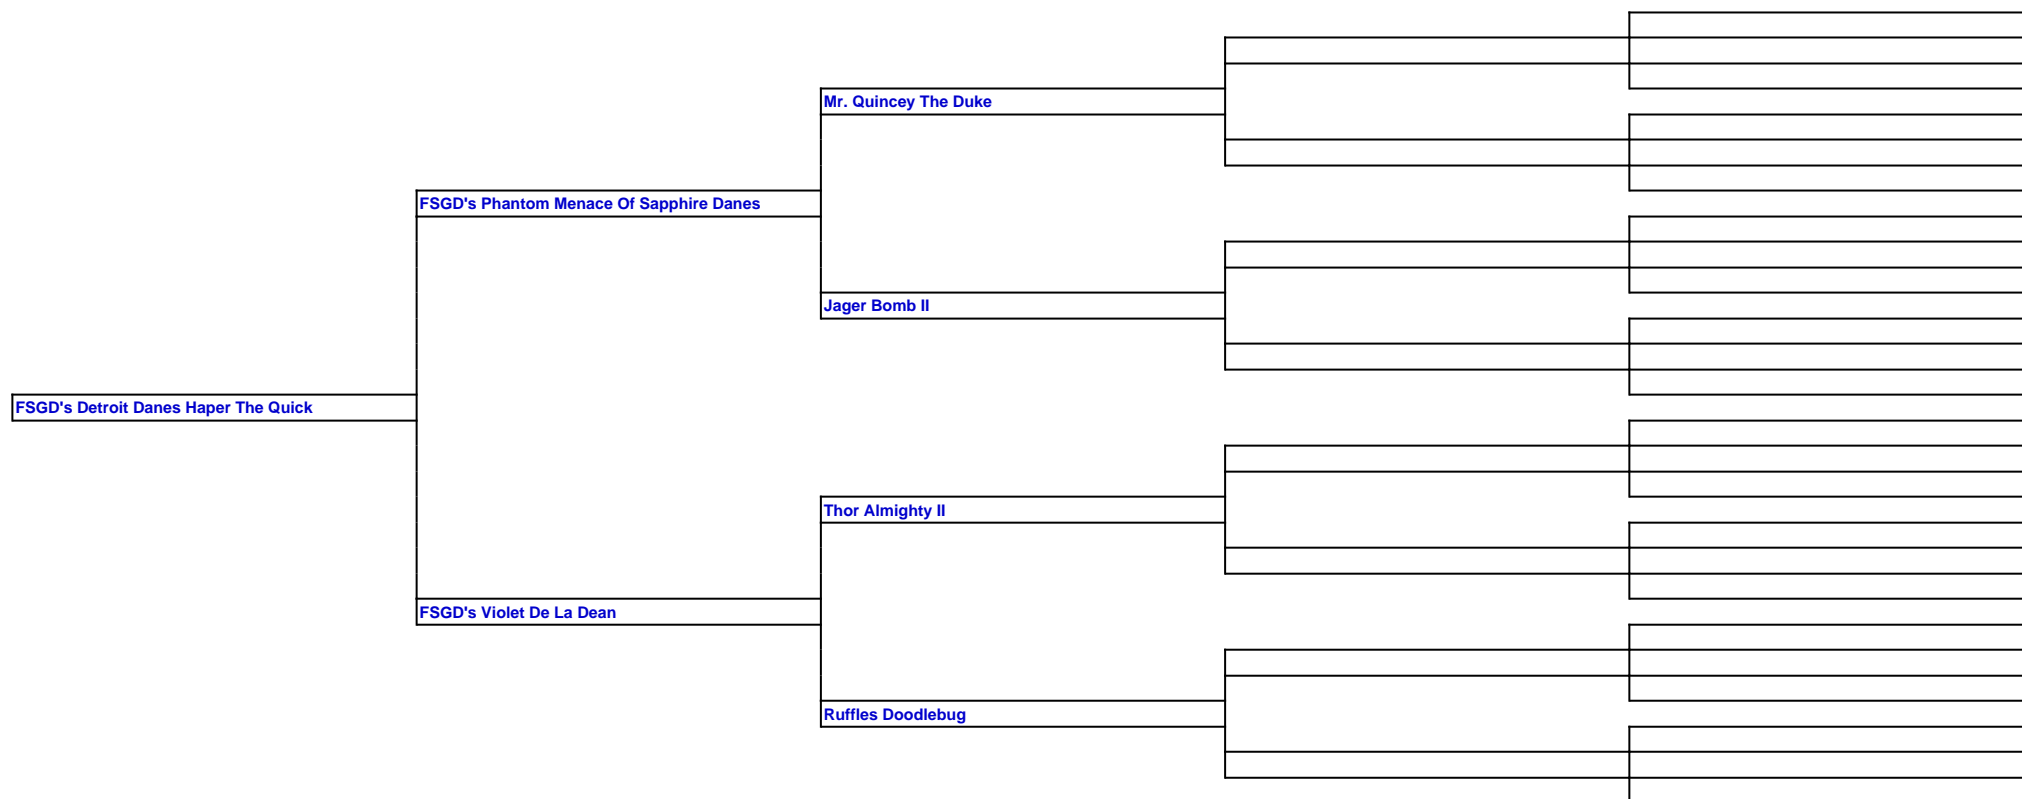 Mr. Quincey The Duke
FSGD's Phantom Menace Of Sapphire Danes
Jager Bomb II
FSGD's Detroit Danes Haper The Quick
Thor Almighty II
FSGD's Violet De La Dean
Ruffles Doodlebug